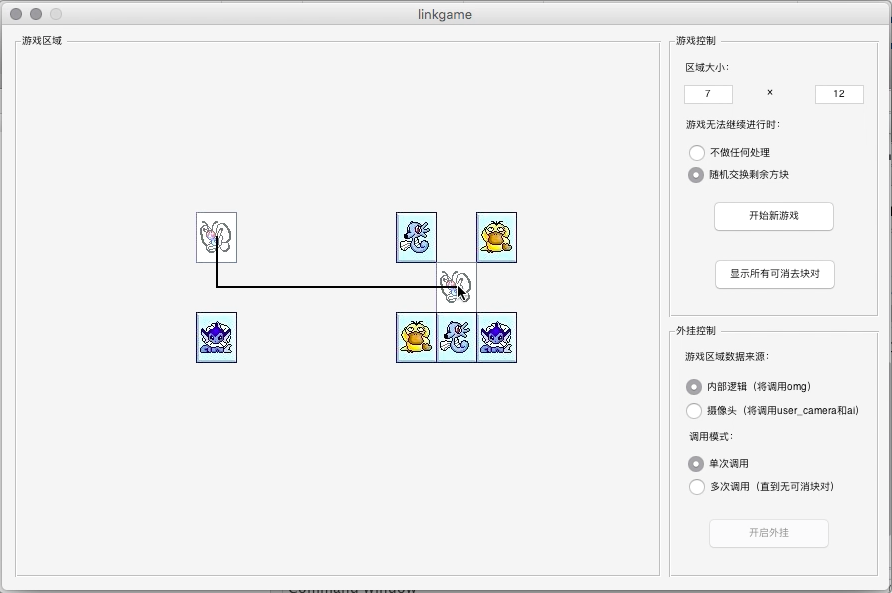 linkgame
游戏区域
游戏控制
区域大小：
7 × 12
游戏无法继续进行时：
不做任何处理
随机交换剩余方块
开始新游戏
显示所有可消去块对
外挂控制
游戏区域数据来源：
内部逻辑（将调用omg）
摄像头（将调用user_camera和ai）
调用模式：
单次调用
多次调用（直到无可消块对）
开启外挂
Command Window